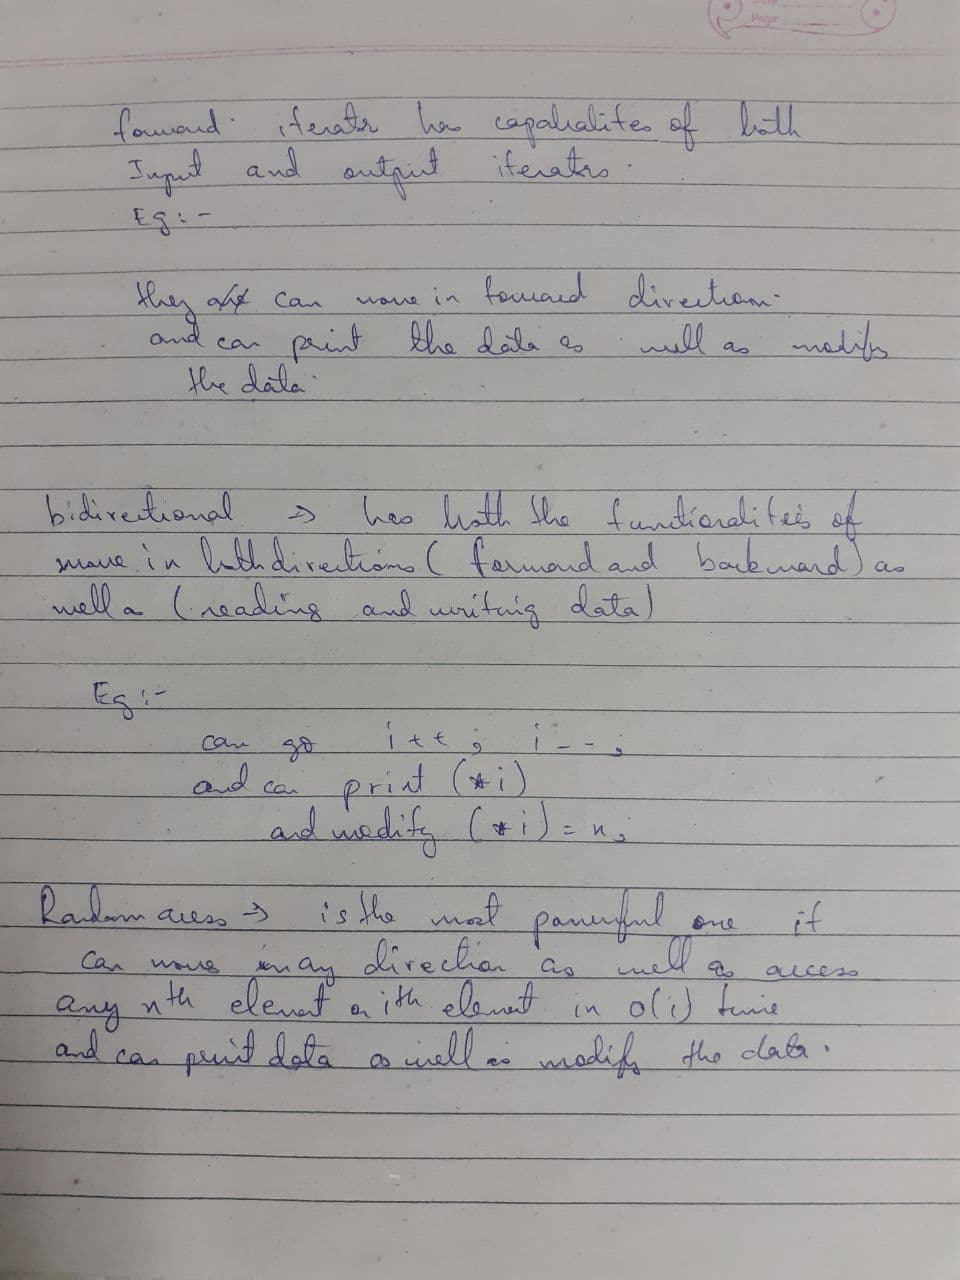 Page
forward. iterator has capabalites of both
Input and output iterators.
Eg:-
they can move in forward direction.
and can print the data as well as modify
the data.
bidirectional => has both the functionalities of
move in both directions ( forward and backward) as
well as (reading and writing data)
Eg:-
can go i++; i--;
and can print (*i)
and modify (*i) = n;
Random acess -> is the most powerful one it
can move in any direction as well as access
any nth element or ith element in o(1) time
and can print data as well as modify the data.